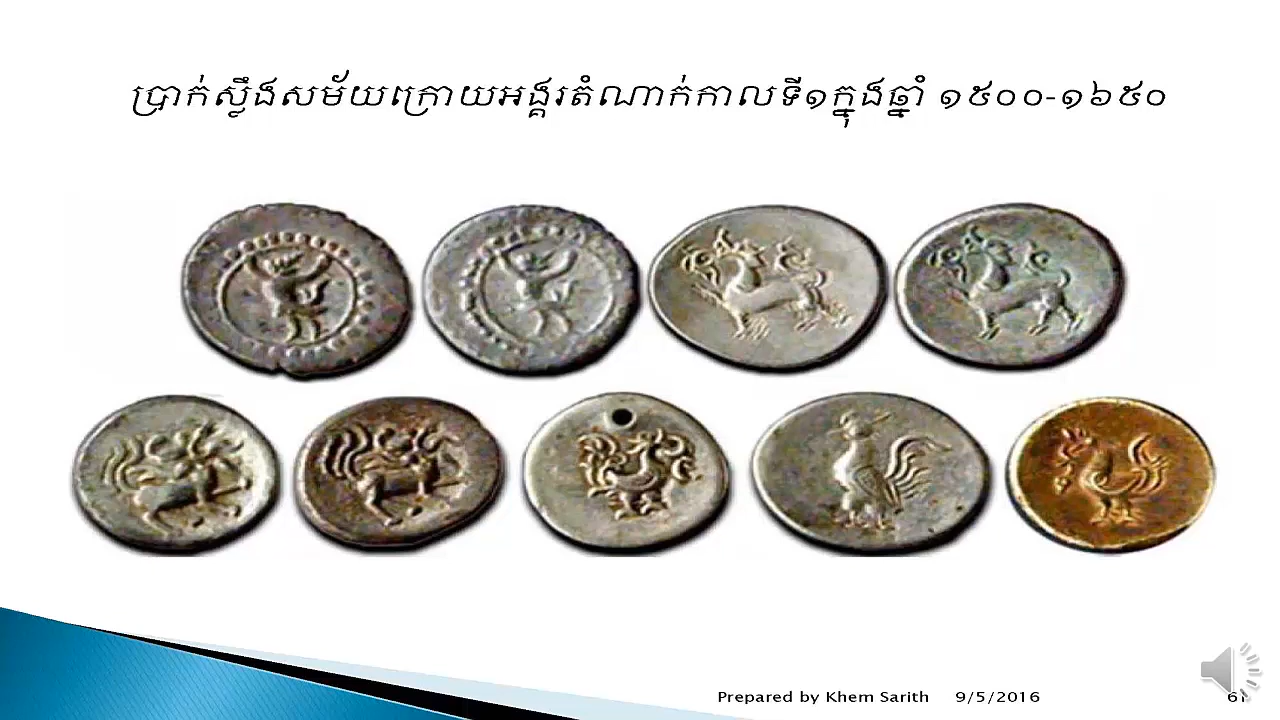 ប្រាក់ស្លឹងសម័យក្រោយអង្គរតំណាក់កាលទី១ក្នុងឆ្នាំ ១៥០០-១៦៥០
Prepared by Khem Sarith 9/5/2016